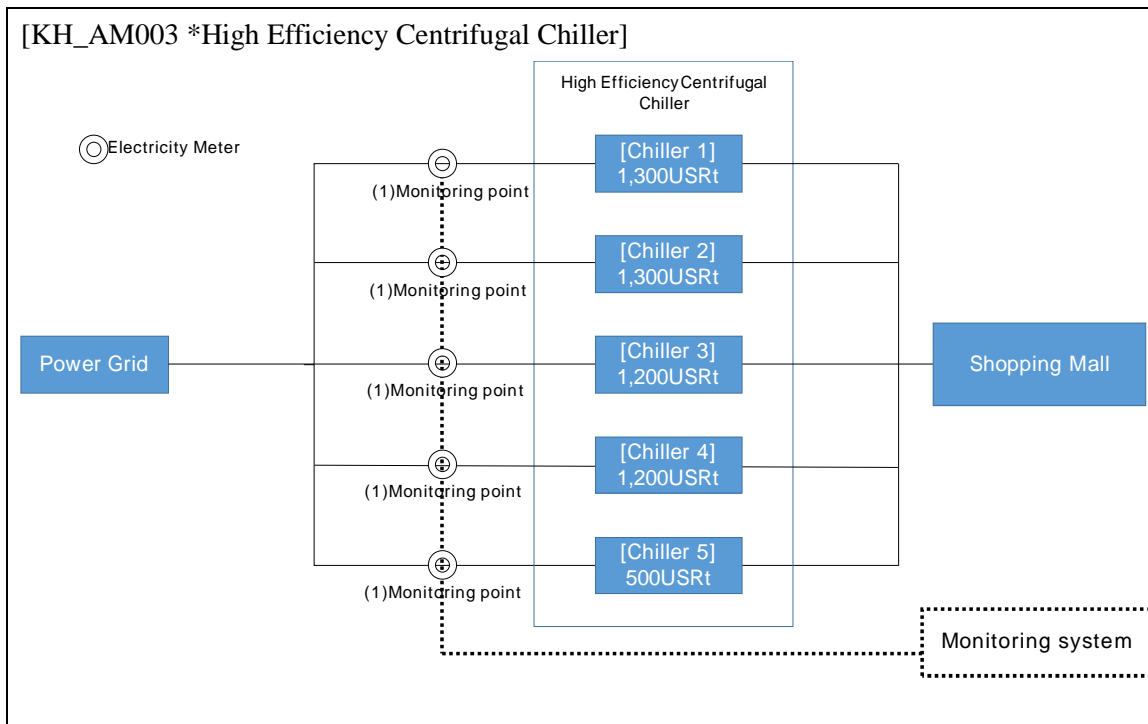 [KH_AM003 *High Efficiency Centrifugal Chiller]
High Efficiency Centrifugal
Chiller
Electricity Meter
[Chiller 1]
1,300USRt
(1)Monitoring point
[Chiller 2]
1,300USRt
(1)Monitoring point
Power Grid
[Chiller 3]
1,200USRt
Shopping Mall
(1)Monitoring point
[Chiller 4]
1,200USRt
(1)Monitoring point
[Chiller 5]
500USRt
(1)Monitoring point
Monitoring system